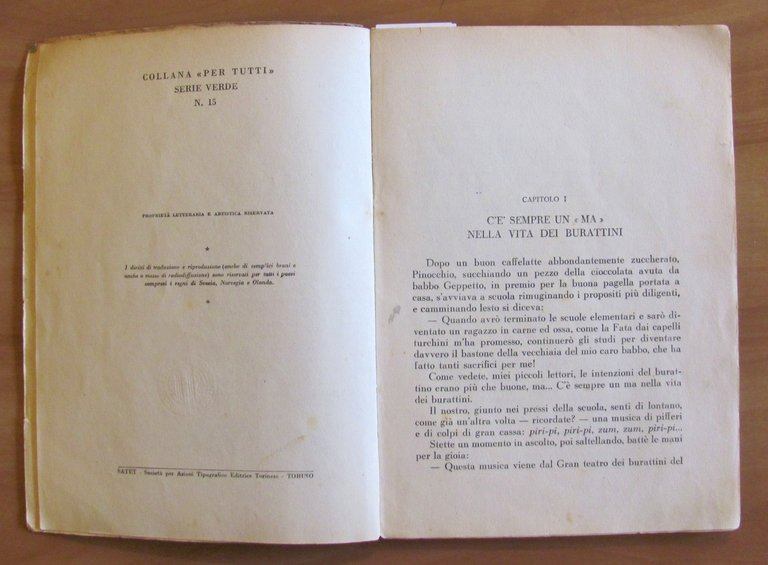 COLLANA «PER TUTTI»
SERIE VERDE
N. 15
PROPRIETÀ LETTERARIA E ARTISTICA RISERVATA
*
I diritti di traduzione e riproduzione (anche di semplici brani e
anche a mezzo di radiodiffusione) sono riservati per tutti i paesi
compresi i regni di Svezia, Norvegia e Olanda.
*
SATET - Società per Azioni Tipografico Editrice Torinese - TORINO
CAPITOLO I
C'E' SEMPRE UN «MA»
NELLA VITA DEI BURATTINI
Dopo un buon caffelatte abbondantemente zuccherato,
Pinocchio, succhiando un pezzo della cioccolata avuta da
babbo Geppetto, in premio per la buona pagella portata a
casa, s'avviava a scuola rimuginando i propositi più diligenti,
e camminando lesto si diceva:
— Quando avrò terminato le scuole elementari e sarò di-
ventato un ragazzo in carne ed ossa, come la Fata dai capelli
turchini m'ha promesso, continuerò gli studi per diventare
davvero il bastone della vecchiaia del mio caro babbo, che ha
fatto tanti sacrifici per me!
Come vedete, miei piccoli lettori, le intenzioni del burat-
tino erano più che buone, ma... C'è sempre un ma nella vita
dei burattini.
Il nostro, giunto nei pressi della scuola, sentì di lontano,
come già un'altra volta — ricordate? — una musica di pifferi
e di colpi di gran cassa: piri-pi, piri-pi, zum, zum, piri-pi...
Stette un momento in ascolto, poi saltellando, battè le mani
per la gioia:
— Questa musica viene dal Gran teatro dei burattini del